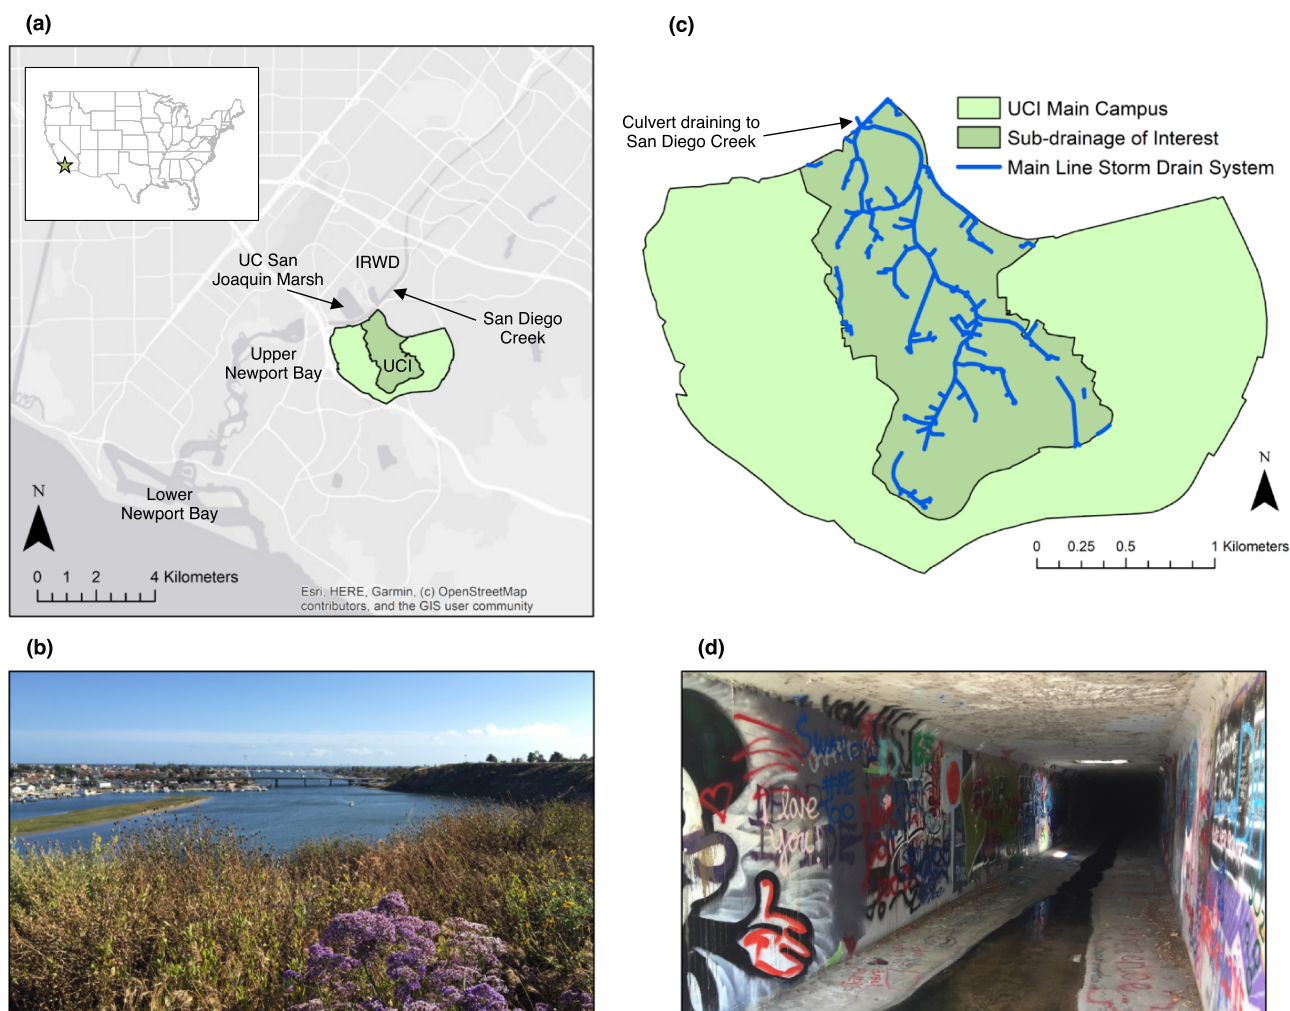 (a)
UC San
Joaquin Marsh
IRWD
San Diego
Creek
Upper
Newport Bay
UCI
Lower
Newport Bay
N
0 1 2 4 Kilometers
Esri, HERE, Garmin, (c) OpenStreetMap
contributors, and the GIS user community
(c)
Culvert draining to
San Diego Creek
UCI Main Campus
Sub-drainage of Interest
Main Line Storm Drain System
N
0 0.25 0.5 1 Kilometers
(b)
(d)
YOU
#ME
TOO
I love
you!